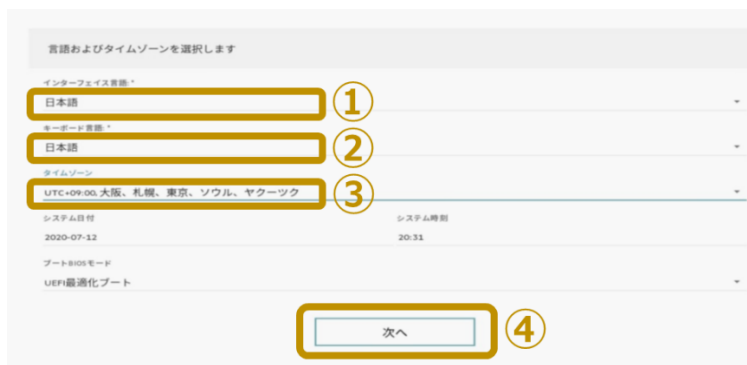 言語およびタイムゾーンを選択します
インターフェイス言語: *
日本語 ①
キーボード言語: *
日本語 ②
タイムゾーン
UTC+09:00, 大阪、札幌、東京、ソウル、ヤクーツク ③
システム日付 システム時刻
2020-07-12 20:31
ブートBIOSモード
UEFI最適化ブート
次へ ④